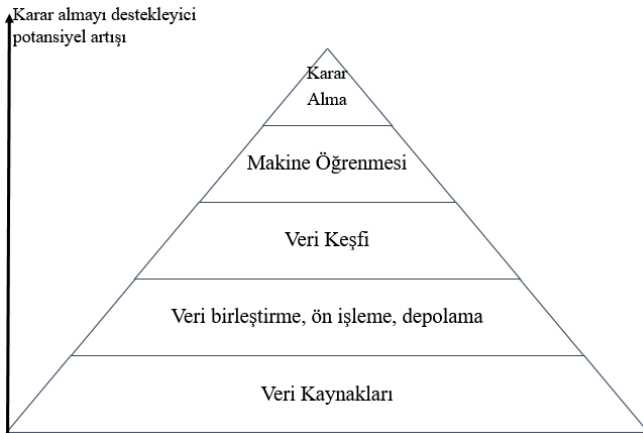 Karar almayı destekleyici
potansiyel artışı
Karar
Alma
Makine Öğrenmesi
Veri Keşfi
Veri birleştirme, ön işleme, depolama
Veri Kaynakları